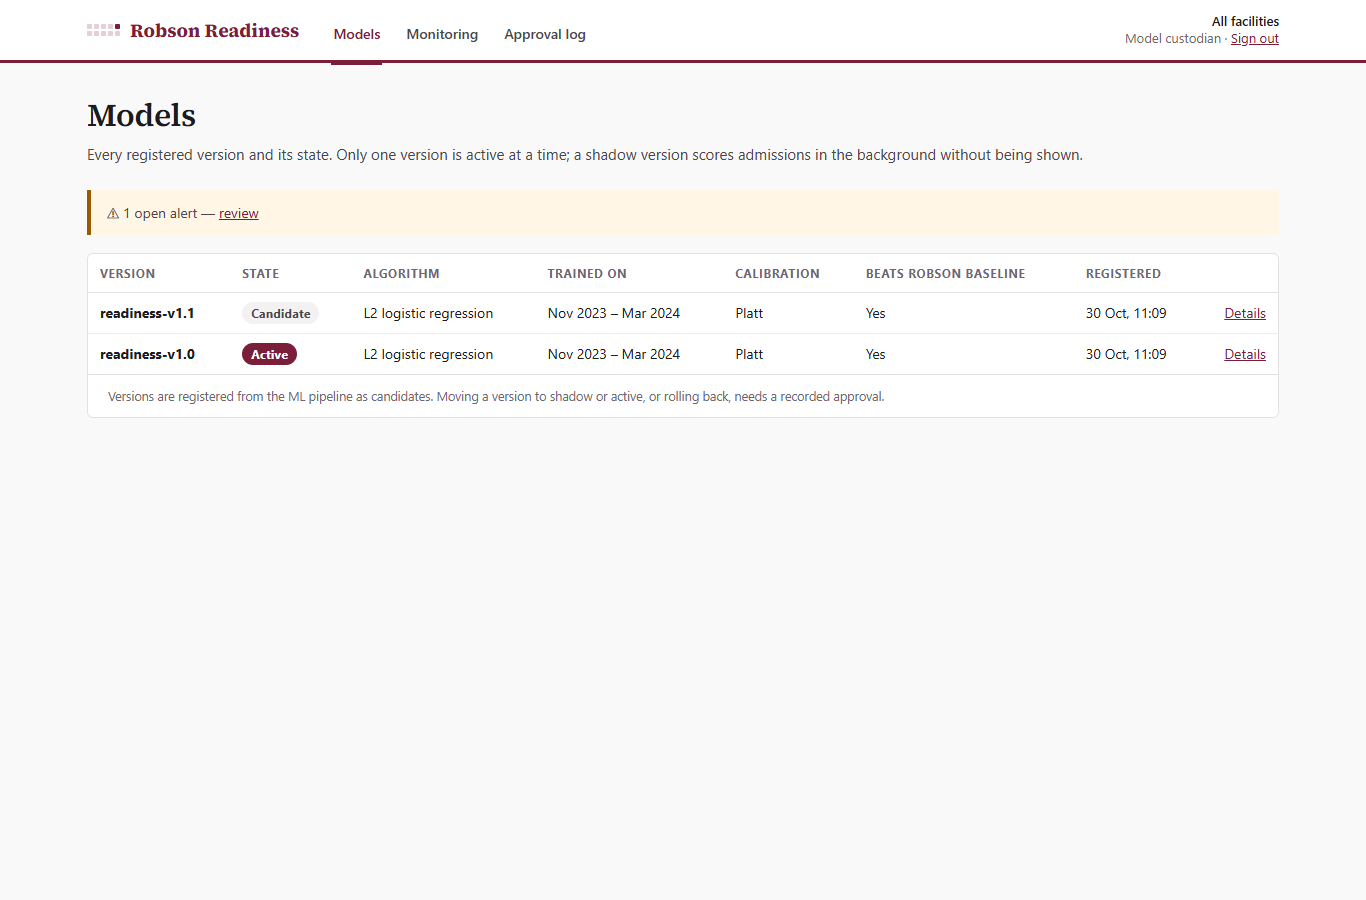 Robson Readiness
Models
Monitoring
Approval log
All facilities
Model custodian · Sign out
Models
Every registered version and its state. Only one version is active at a time; a shadow version scores admissions in the background without being shown.
⚠ 1 open alert — review
VERSION STATE ALGORITHM TRAINED ON CALIBRATION BEATS ROBSON BASELINE REGISTERED
readiness-v1.1 Candidate L2 logistic regression Nov 2023 – Mar 2024 Platt Yes 30 Oct, 11:09 Details
readiness-v1.0 Active L2 logistic regression Nov 2023 – Mar 2024 Platt Yes 30 Oct, 11:09 Details
Versions are registered from the ML pipeline as candidates. Moving a version to shadow or active, or rolling back, needs a recorded approval.